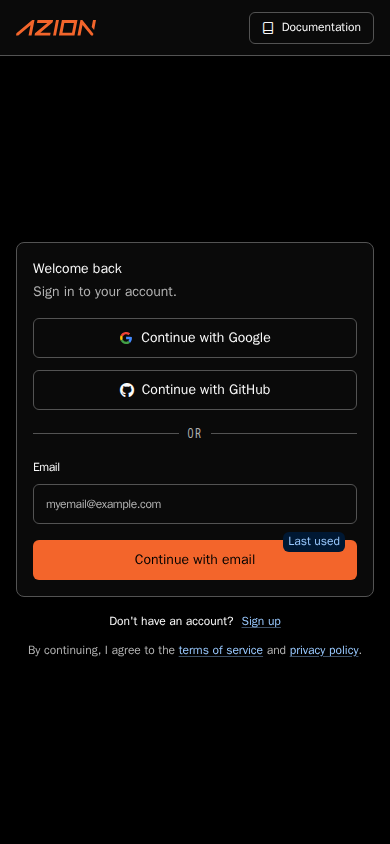 AZION
Documentation
Welcome back
Sign in to your account.
Continue with Google
Continue with GitHub
OR
Email
myemail@example.com
Last used
Continue with email
Don't have an account? Sign up
By continuing, I agree to the terms of service and privacy policy.